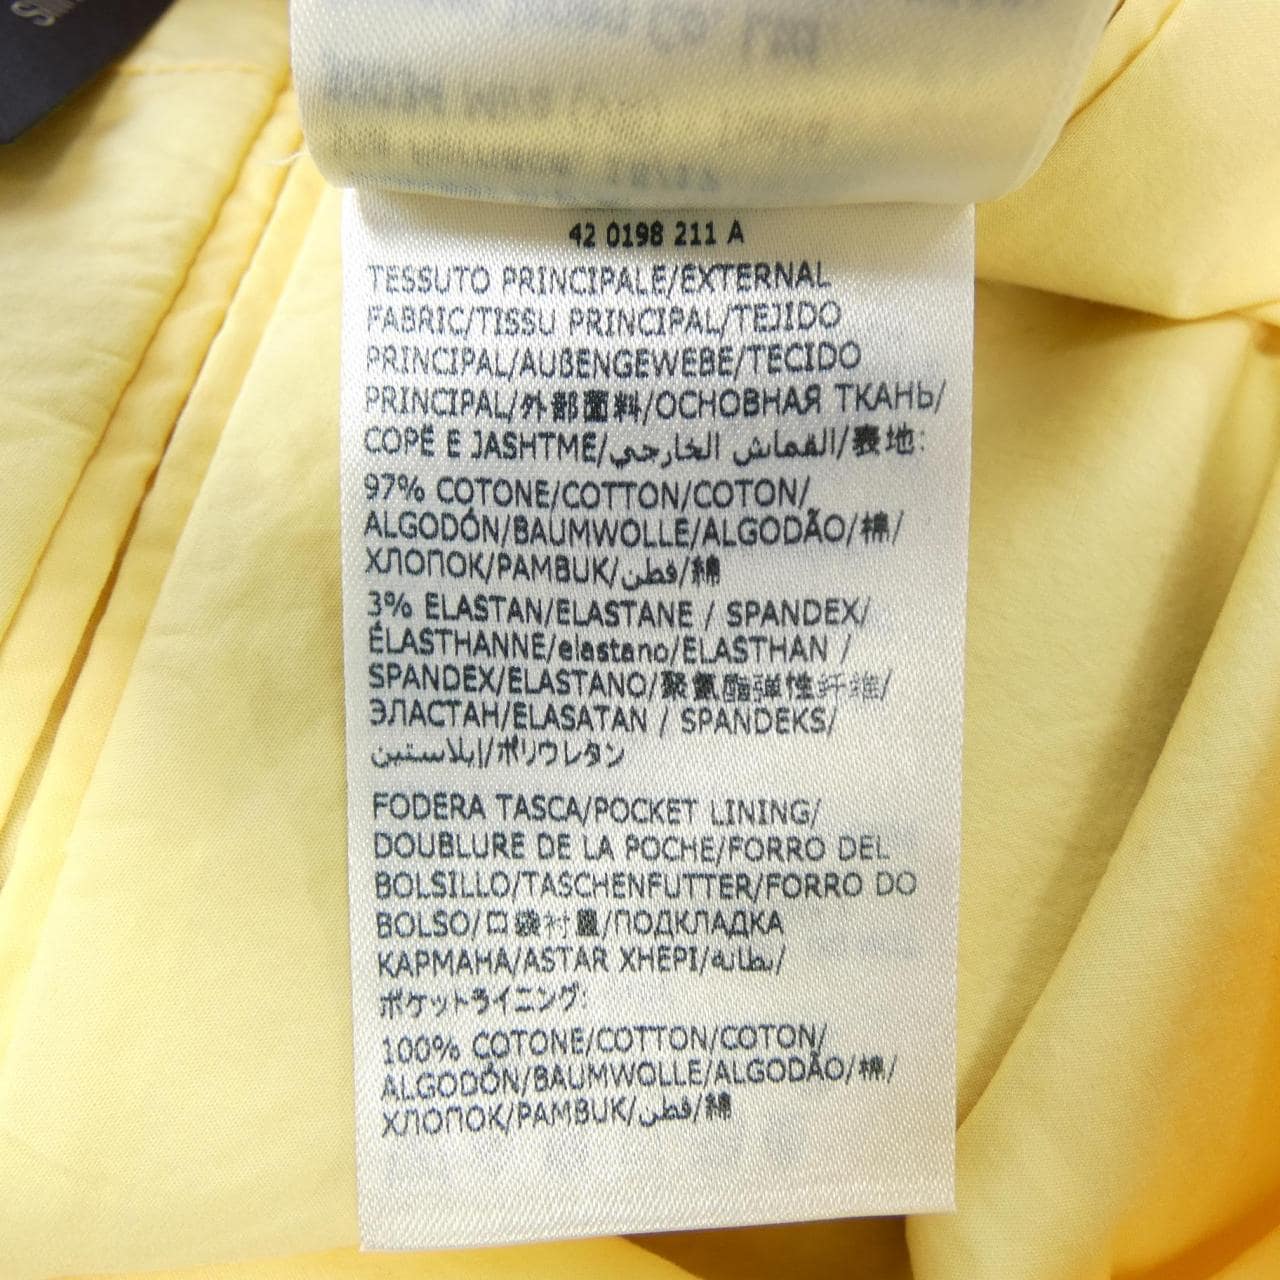 42 0198 211 A
TESSUTO PRINCIPALE/EXTERNAL
FABRIC/TISSU PRINCIPAL/TEJIDO
PRINCIPAL/AUßENGEWEBE/TECIDO
PRINCIPAL/外部面料/ОСНОВНАЯ ТКАНЬ/
COPË E JASHTME/القماش الخارجي/表地:
97% COTONE/COTTON/COTON/
ALGODÓN/BAUMWOLLE/ALGODÃO/棉/
ХЛОПОК/PAMBUK/قطن/綿
3% ELASTAN/ELASTANE / SPANDEX/
ÉLASTHANNE/elastano/ELASTHAN /
SPANDEX/ELASTANO/聚氨酯弹性纤维/
ЭЛАСТАН/ELASATAN / SPANDEKS/
إيلاستين/ポリウレタン
FODERA TASCA/POCKET LINING/
DOUBLURE DE LA POCHE/FORRO DEL
BOLSILLO/TASCHENFUTTER/FORRO DO
BOLSO/口袋衬里/ПОДКЛАДКА
КАРМАНА/ASTAR XHEPI/بطانه/
ポケットライニング:
100% COTONE/COTTON/COTON/
ALGODÓN/BAUMWOLLE/ALGODÃO/棉/
ХЛОПОК/PAMBUK/قطن/綿